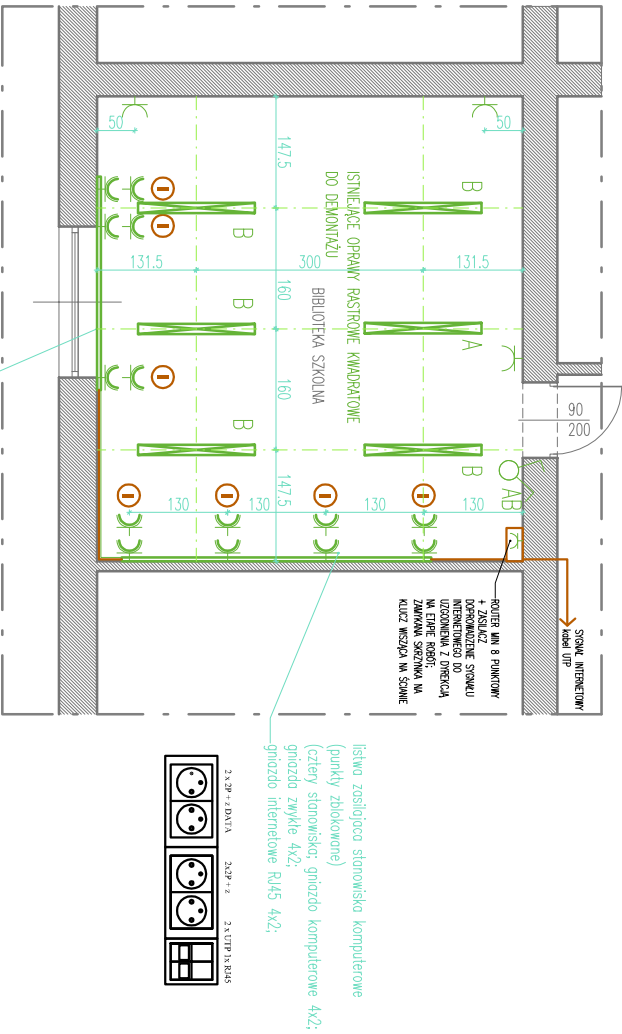 SYGNAŁ INTERNETOWY
kabel UTP
ROUTER MIN 8 PUNKTOWY
+ ZASILACZ
DOPROWADZENIE SYGNAŁU
INTERNETOWEGO DO
UZGODNIENIA Z DYREKCJĄ
NA ETAPIE ROBÓT;
ZAMYKANA SKRZYNKA NA
KLUCZ WISZĄCA NA ŚCIANIE
90
200
AB
50
50
147.5
160
160
147.5
131.5
300
131.5
130
130
130
130
B
A
B
B
B
B
ISTNIEJĄCE OPRAWY RASTROWE KWADRATOWE
DO DEMONTAŻU
BIBLIOTEKA SZKOLNA
listwa zasilająca stanowiska komputerowe
(punkty zblokowane)
(cztery stanowiska; gniazdo komputerowe 4x2;
gniazda zwykłe 4x2;
gniazdo internetowe RJ45 4x2;
2 x 2P + z DATA
2x2P + z
2 x UTP 1x RJ45